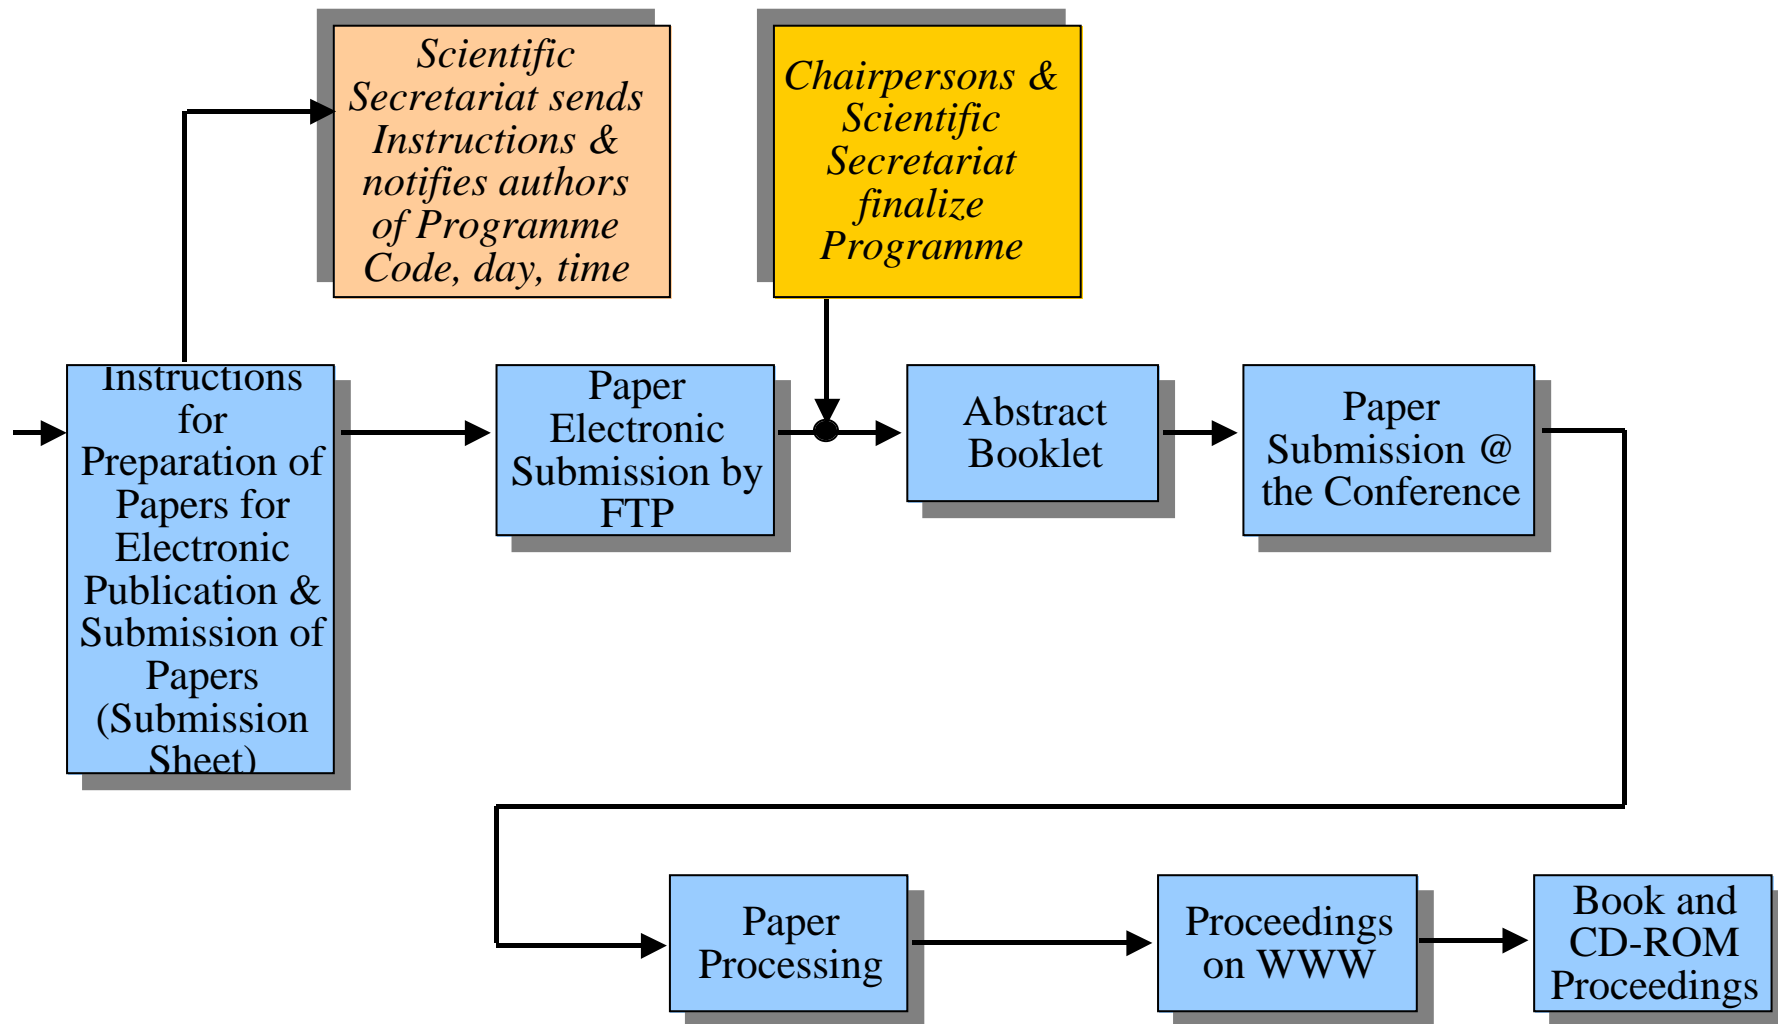 Scientific
Secretariat sends
Instructions &
notifies authors
of Programme
Code, day, time
Chairpersons &
Scientific
Secretariat
finalize
Programme
Instructions
for
Preparation of
Papers for
Electronic
Publication &
Submission of
Papers
(Submission
Sheet)
Paper
Electronic
Submission by
FTP
Abstract
Booklet
Paper
Submission @
the Conference
Paper
Processing
Proceedings
on WWW
Book and
CD-ROM
Proceedings